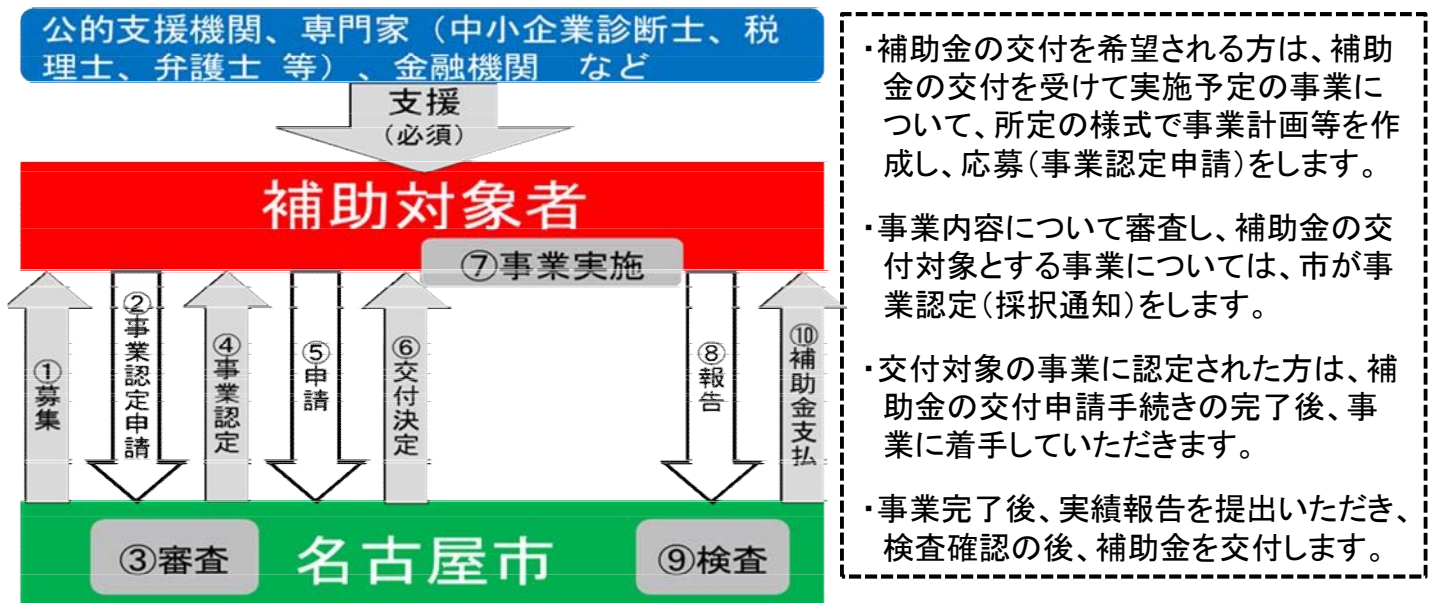 公的支援機関、専門家（中小企業診断士、税
理士、弁護士 等）、金融機関 など
支援
（必須）
補助対象者
⑦事業実施
①募集
②事業認定申請
④事業認定
⑤申請
⑥交付決定
⑧報告
⑩補助金支払
③審査
名古屋市
⑨検査
・補助金の交付を希望される方は、補助
金の交付を受けて実施予定の事業に
ついて、所定の様式で事業計画等を作
成し、応募（事業認定申請）をします。
・事業内容について審査し、補助金の交
付対象とする事業については、市が事
業認定（採択通知）をします。
・交付対象の事業に認定された方は、補
助金の交付申請手続きの完了後、事
業に着手していただきます。
・事業完了後、実績報告を提出いただき、
検査確認の後、補助金を交付します。